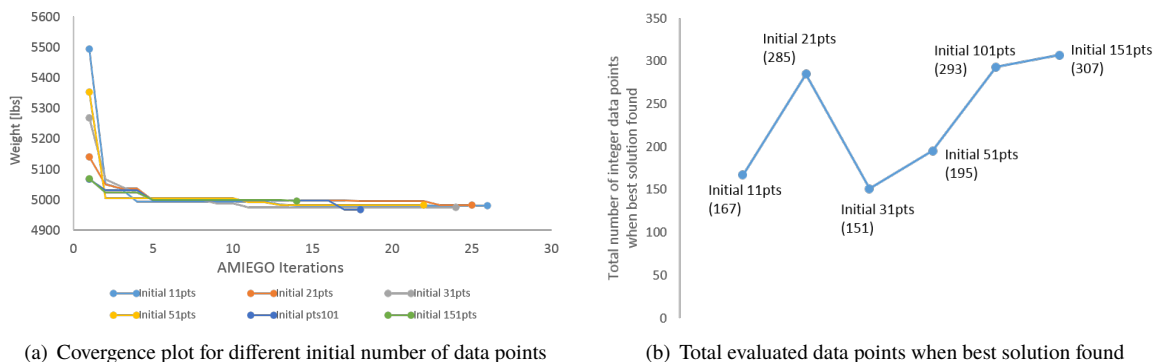 5600
5500
5400
5300
5200
5100
5000
4900
Weight [lbs]
0
5
10
15
20
25
30
AMIEGO Iterations
Initial 11pts
Initial 21pts
Initial 31pts
Initial 51pts
Initial pts101
Initial 151pts
(a) Covergence plot for different initial number of data points
350
300
250
200
150
100
50
0
Total number of integer data points
when best solution found
Initial 11pts
(167)
Initial 21pts
(285)
Initial 31pts
(151)
Initial 51pts
(195)
Initial 101pts
(293)
Initial 151pts
(307)
(b) Total evaluated data points when best solution found